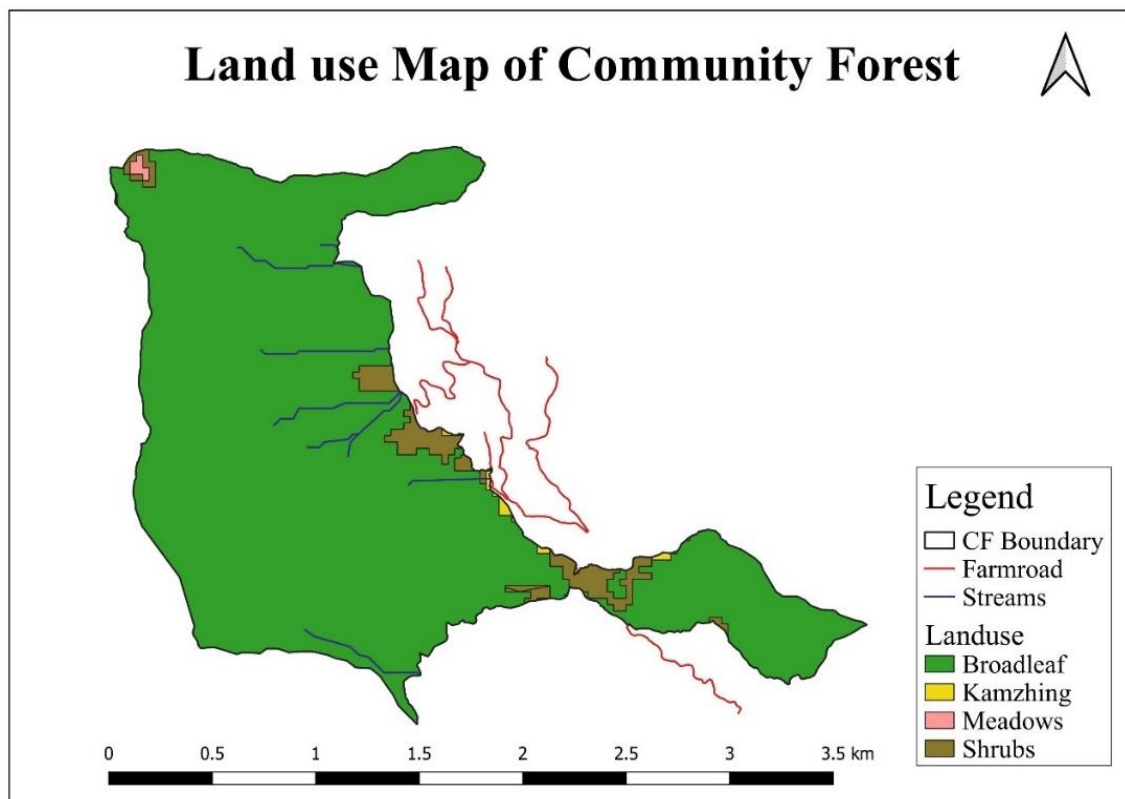 Land use Map of Community Forest
Legend
CF Boundary
Farmroad
Streams
Landuse
Broadleaf
Kamzhing
Meadows
Shrubs
0 0.5 1 1.5 2 2.5 3 3.5 km